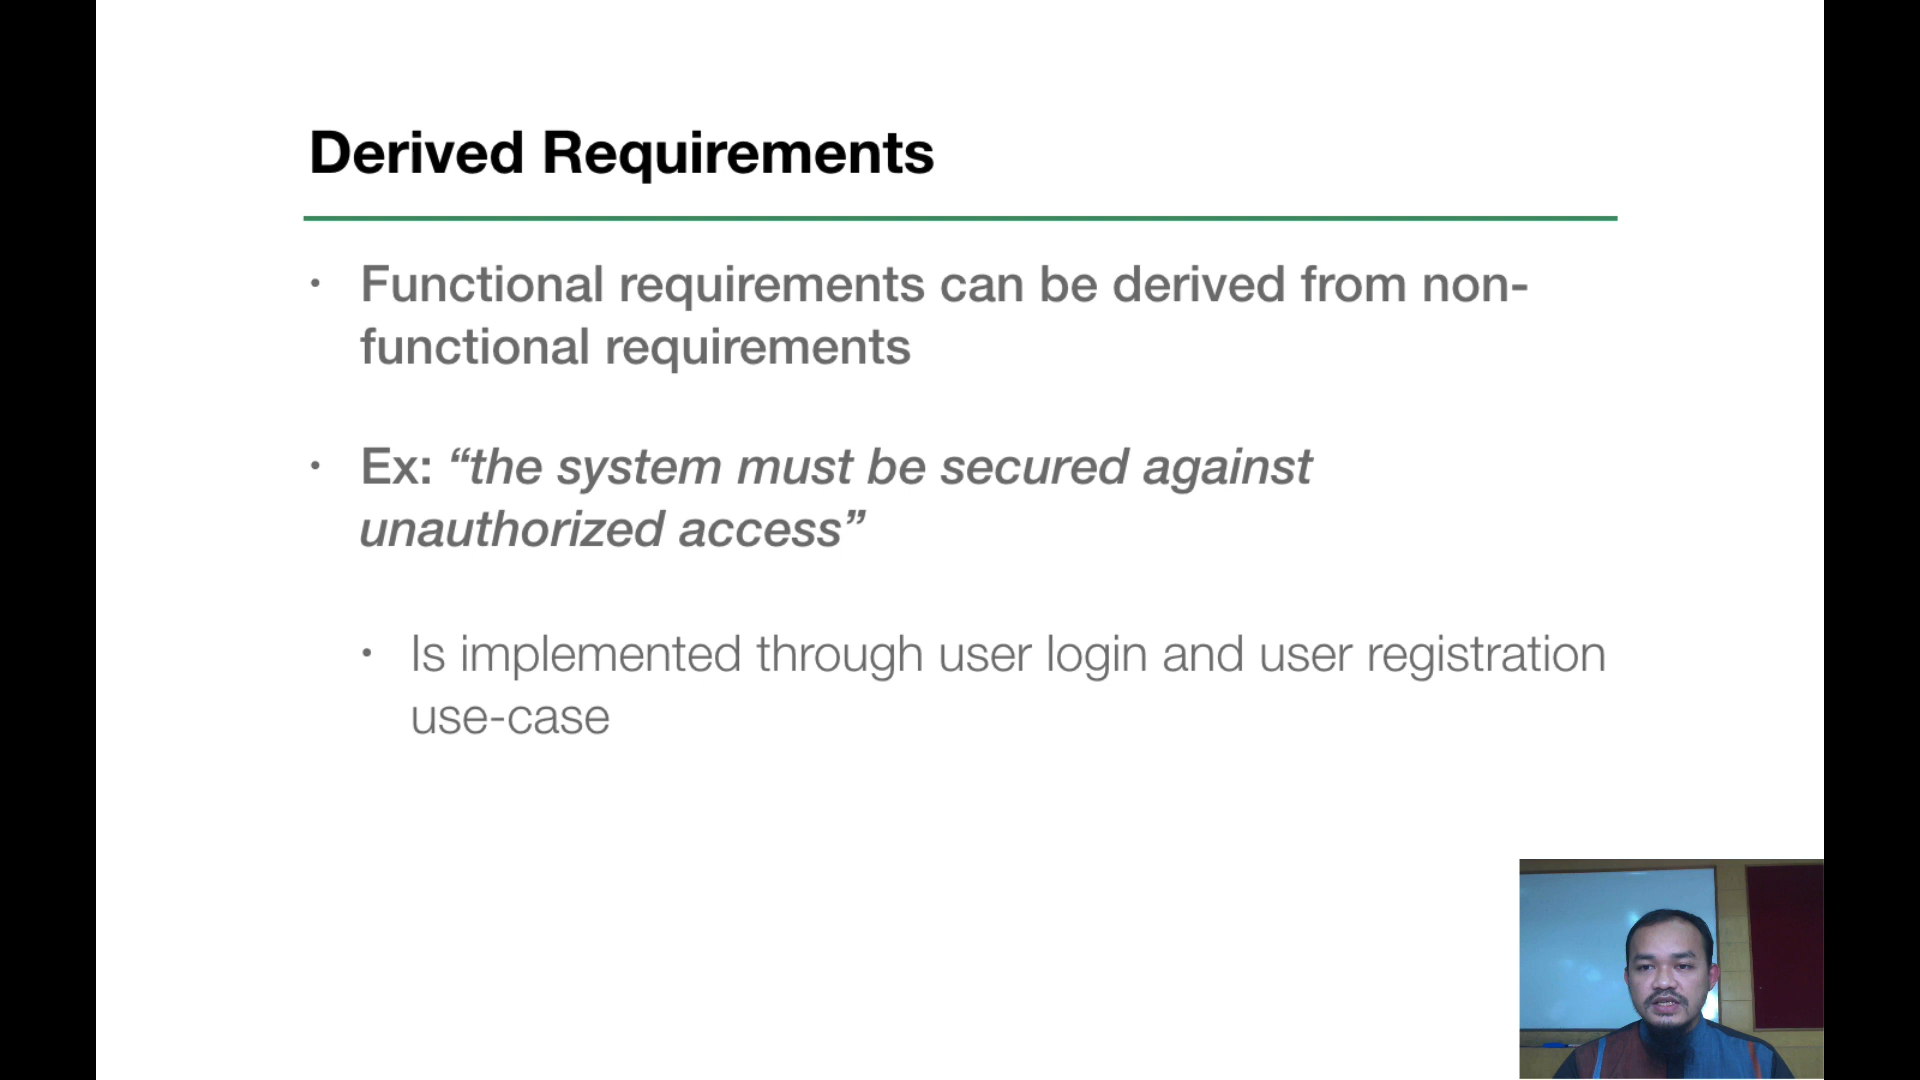 Derived Requirements
• Functional requirements can be derived from non-
functional requirements
• Ex: “the system must be secured against
unauthorized access”
• Is implemented through user login and user registration
use-case